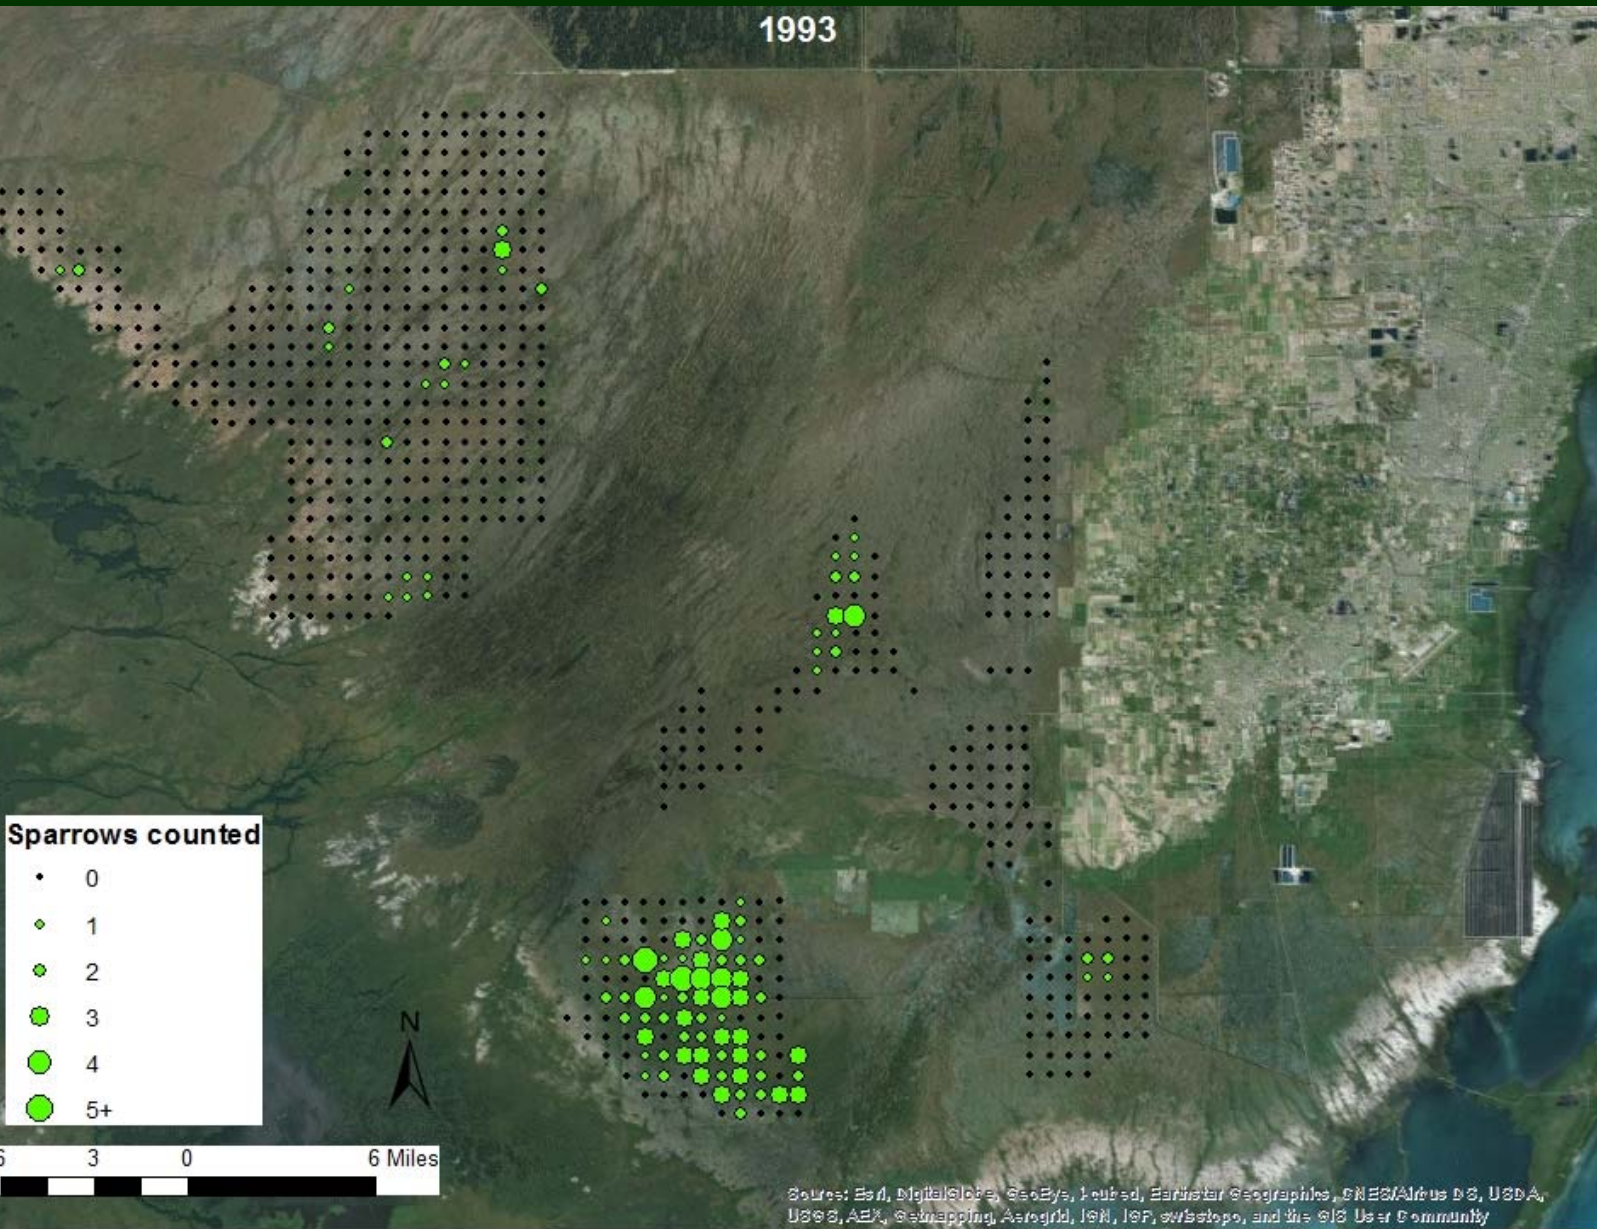 1993
Sparrows counted
0
1
2
3
4
5+
N
6 3 0 6 Miles
Source: Esri, DigitalGlobe, GeoEye, i-cubed, Earthstar Geographics, CNES/Airbus DS, USDA,
USGS, AEX, Getmapping, Aerogrid, IGN, IGP, swisstopo, and the GIS User Community